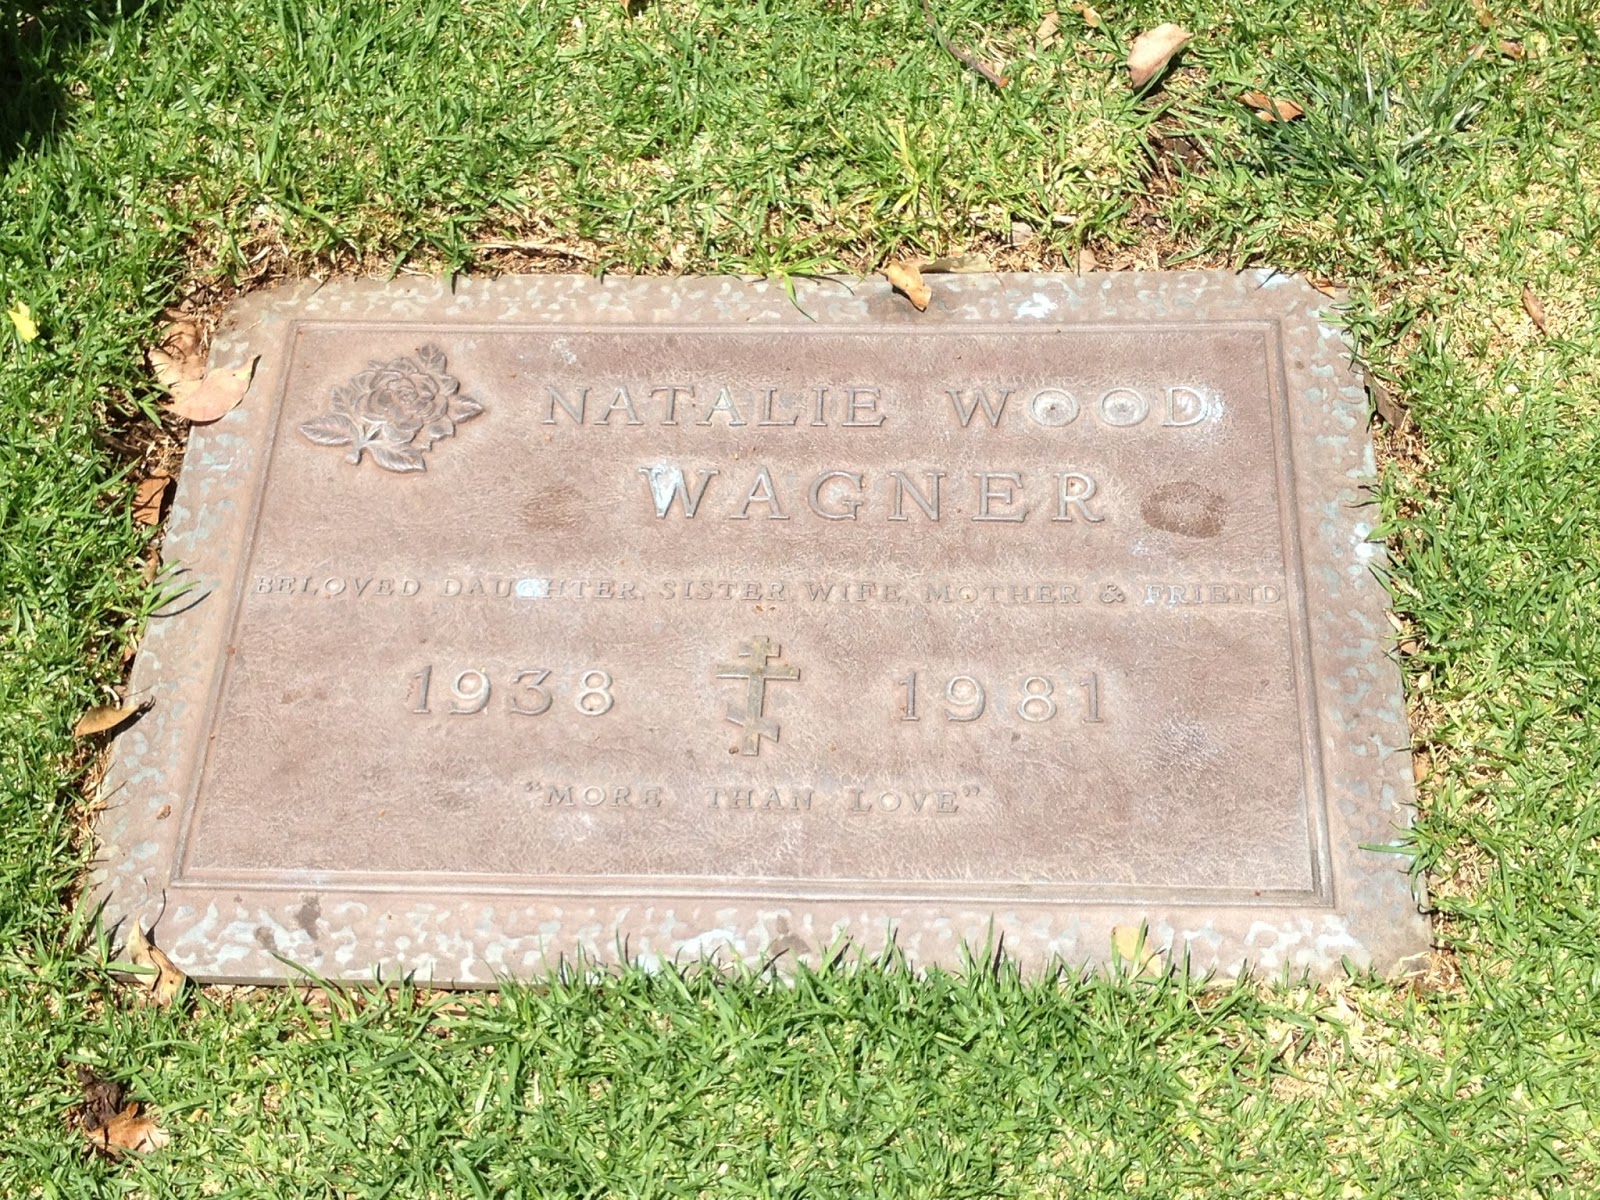 NATALIE WOOD
WAGNER
BELOVED DAUGHTER, SISTER, WIFE, MOTHER & FRIEND
1938 1981
"MORE THAN LOVE"